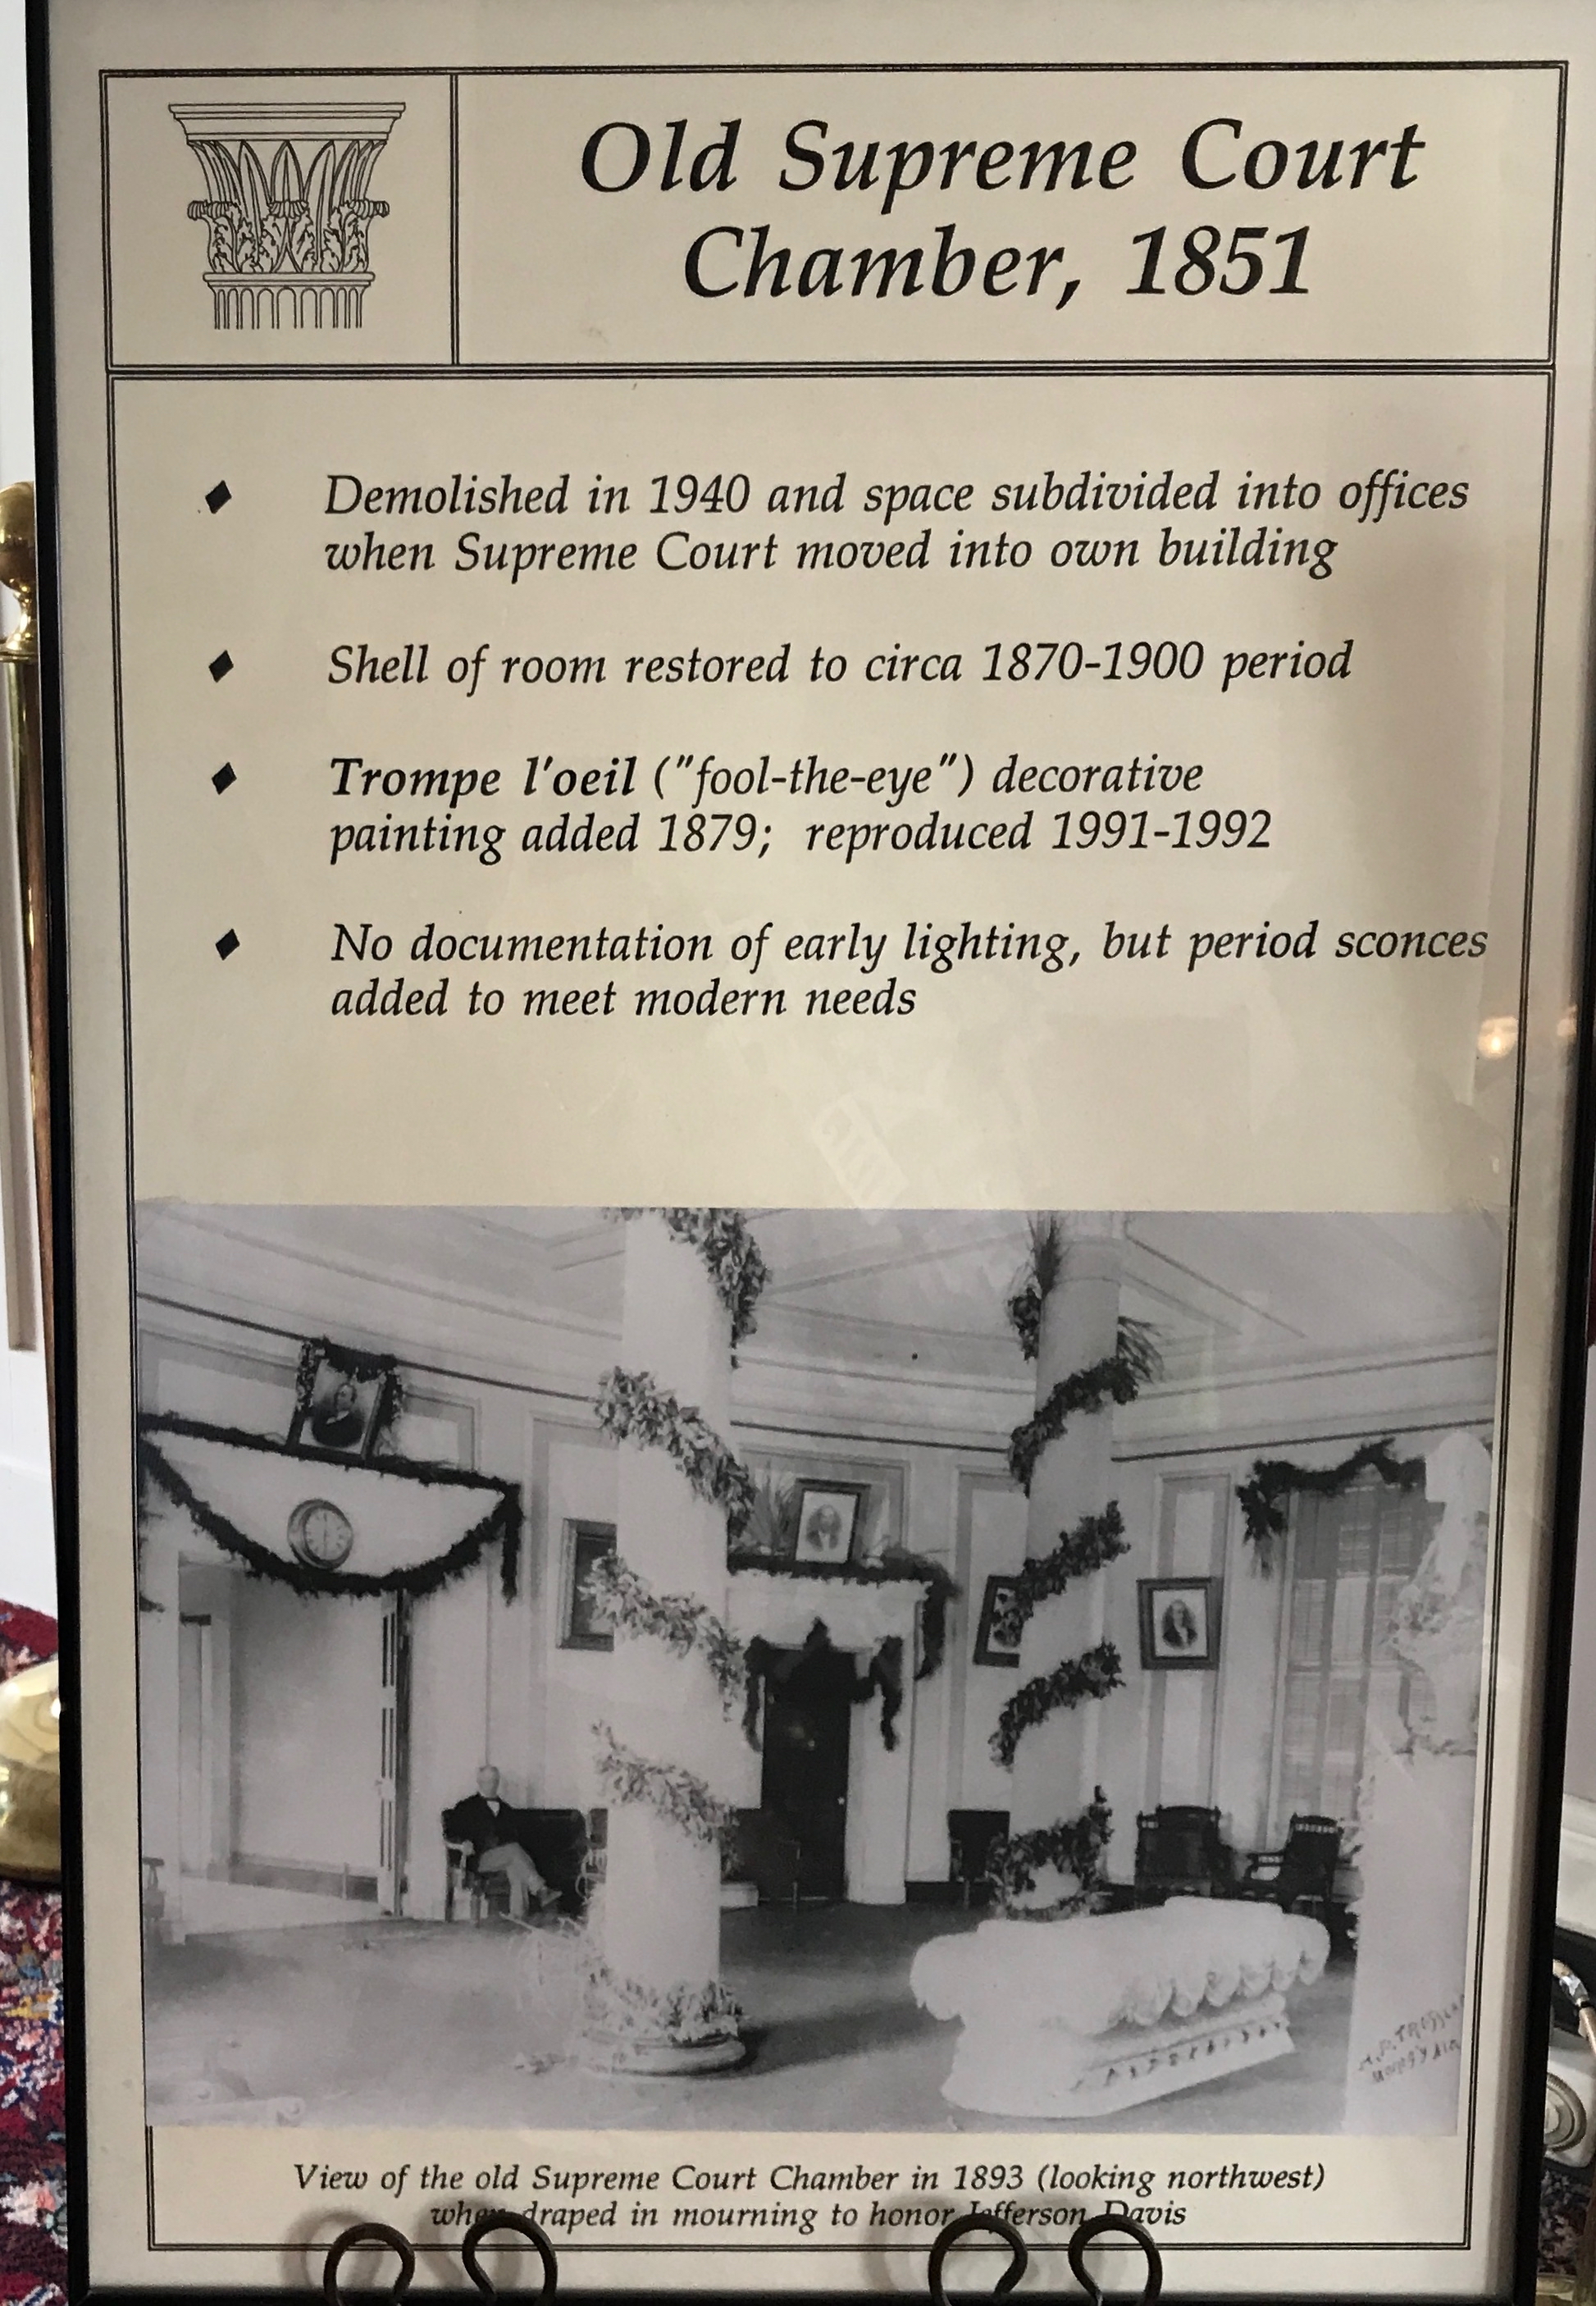 Old Supreme Court
Chamber, 1851
Demolished in 1940 and space subdivided into offices
when Supreme Court moved into own building
Shell of room restored to circa 1870-1900 period
Trompe l'oeil ("fool-the-eye") decorative
painting added 1879; reproduced 1991-1992
No documentation of early lighting, but period sconces
added to meet modern needs
View of the old Supreme Court Chamber in 1893 (looking northwest)
when draped in mourning to honor Jefferson Davis